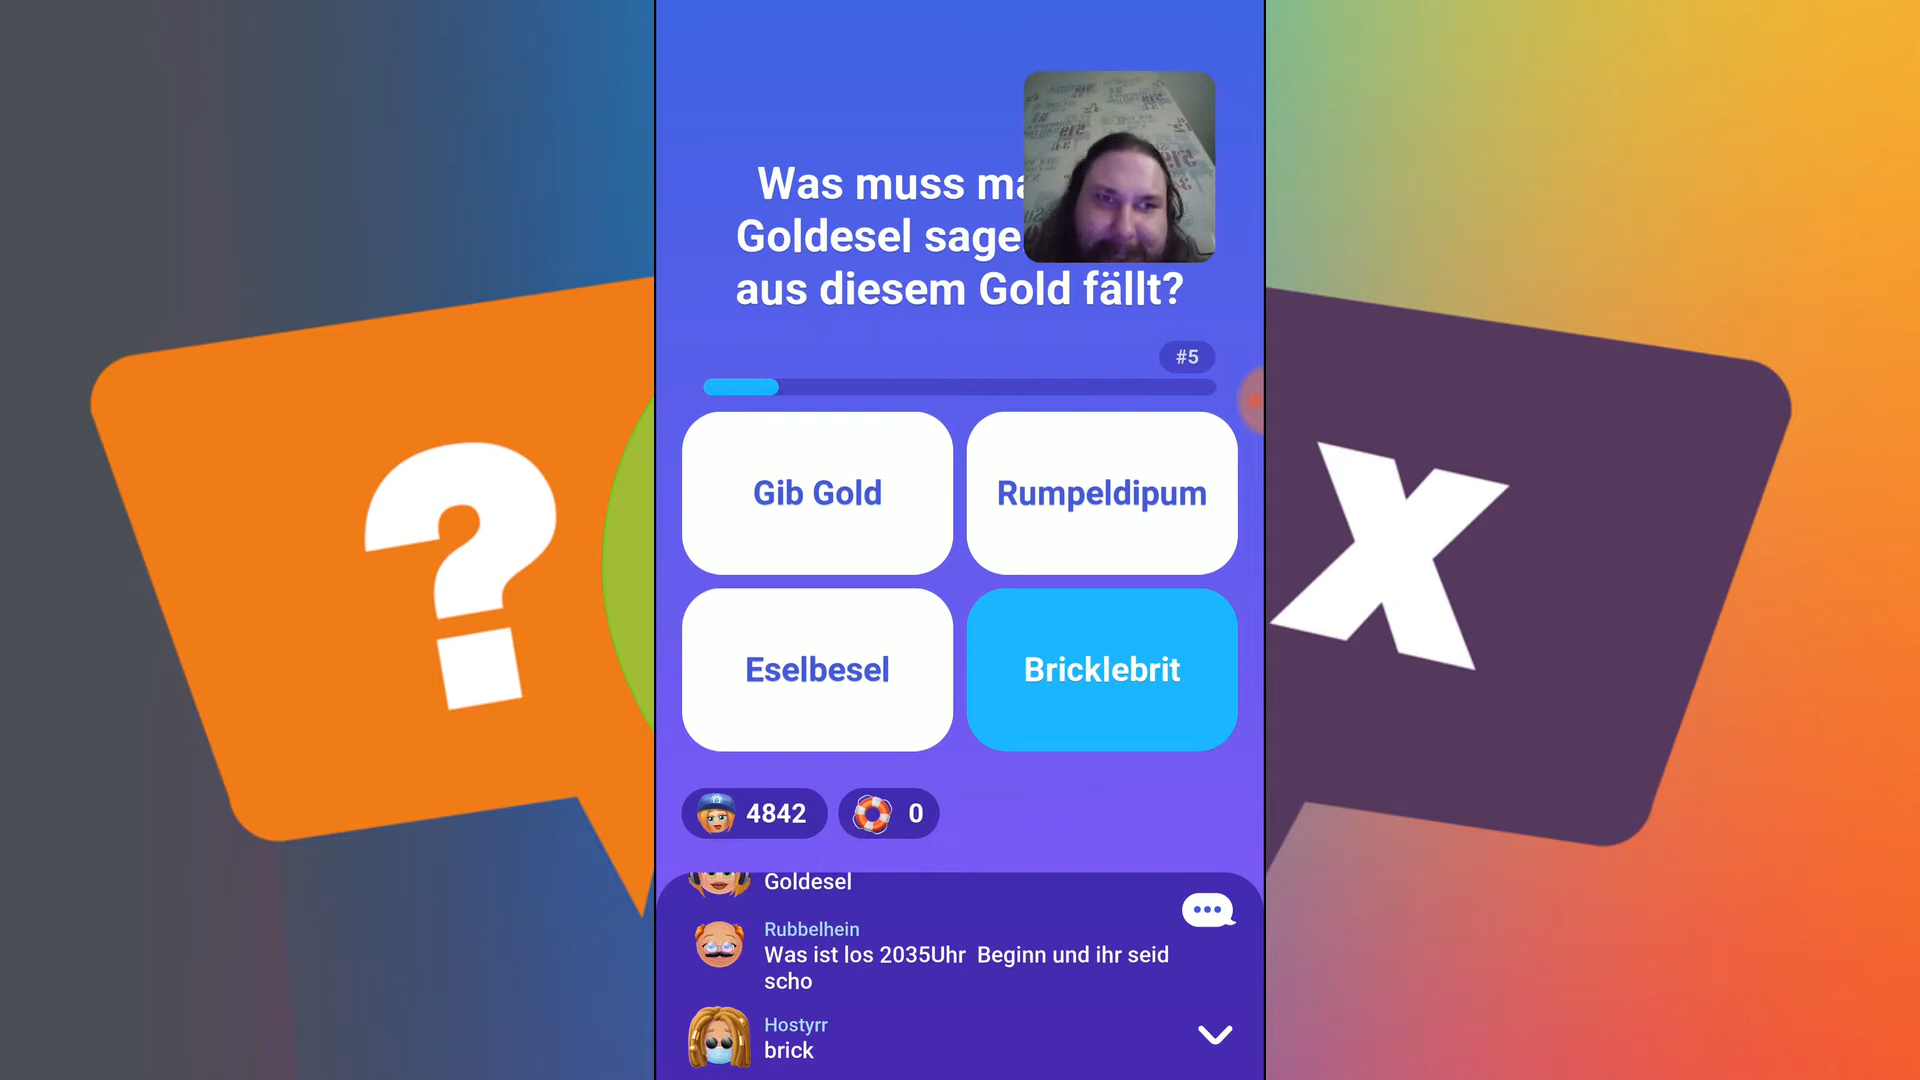 Was muss
Goldesel sage
aus diesem Gold fällt?
#5
Gib Gold
Rumpeldipum
Eselbesel
Bricklebrit
4842
0
Goldesel
Rubbelhein
Was ist los 2035Uhr Beginn und ihr seid
scho
Hostyrr
brick
?
X